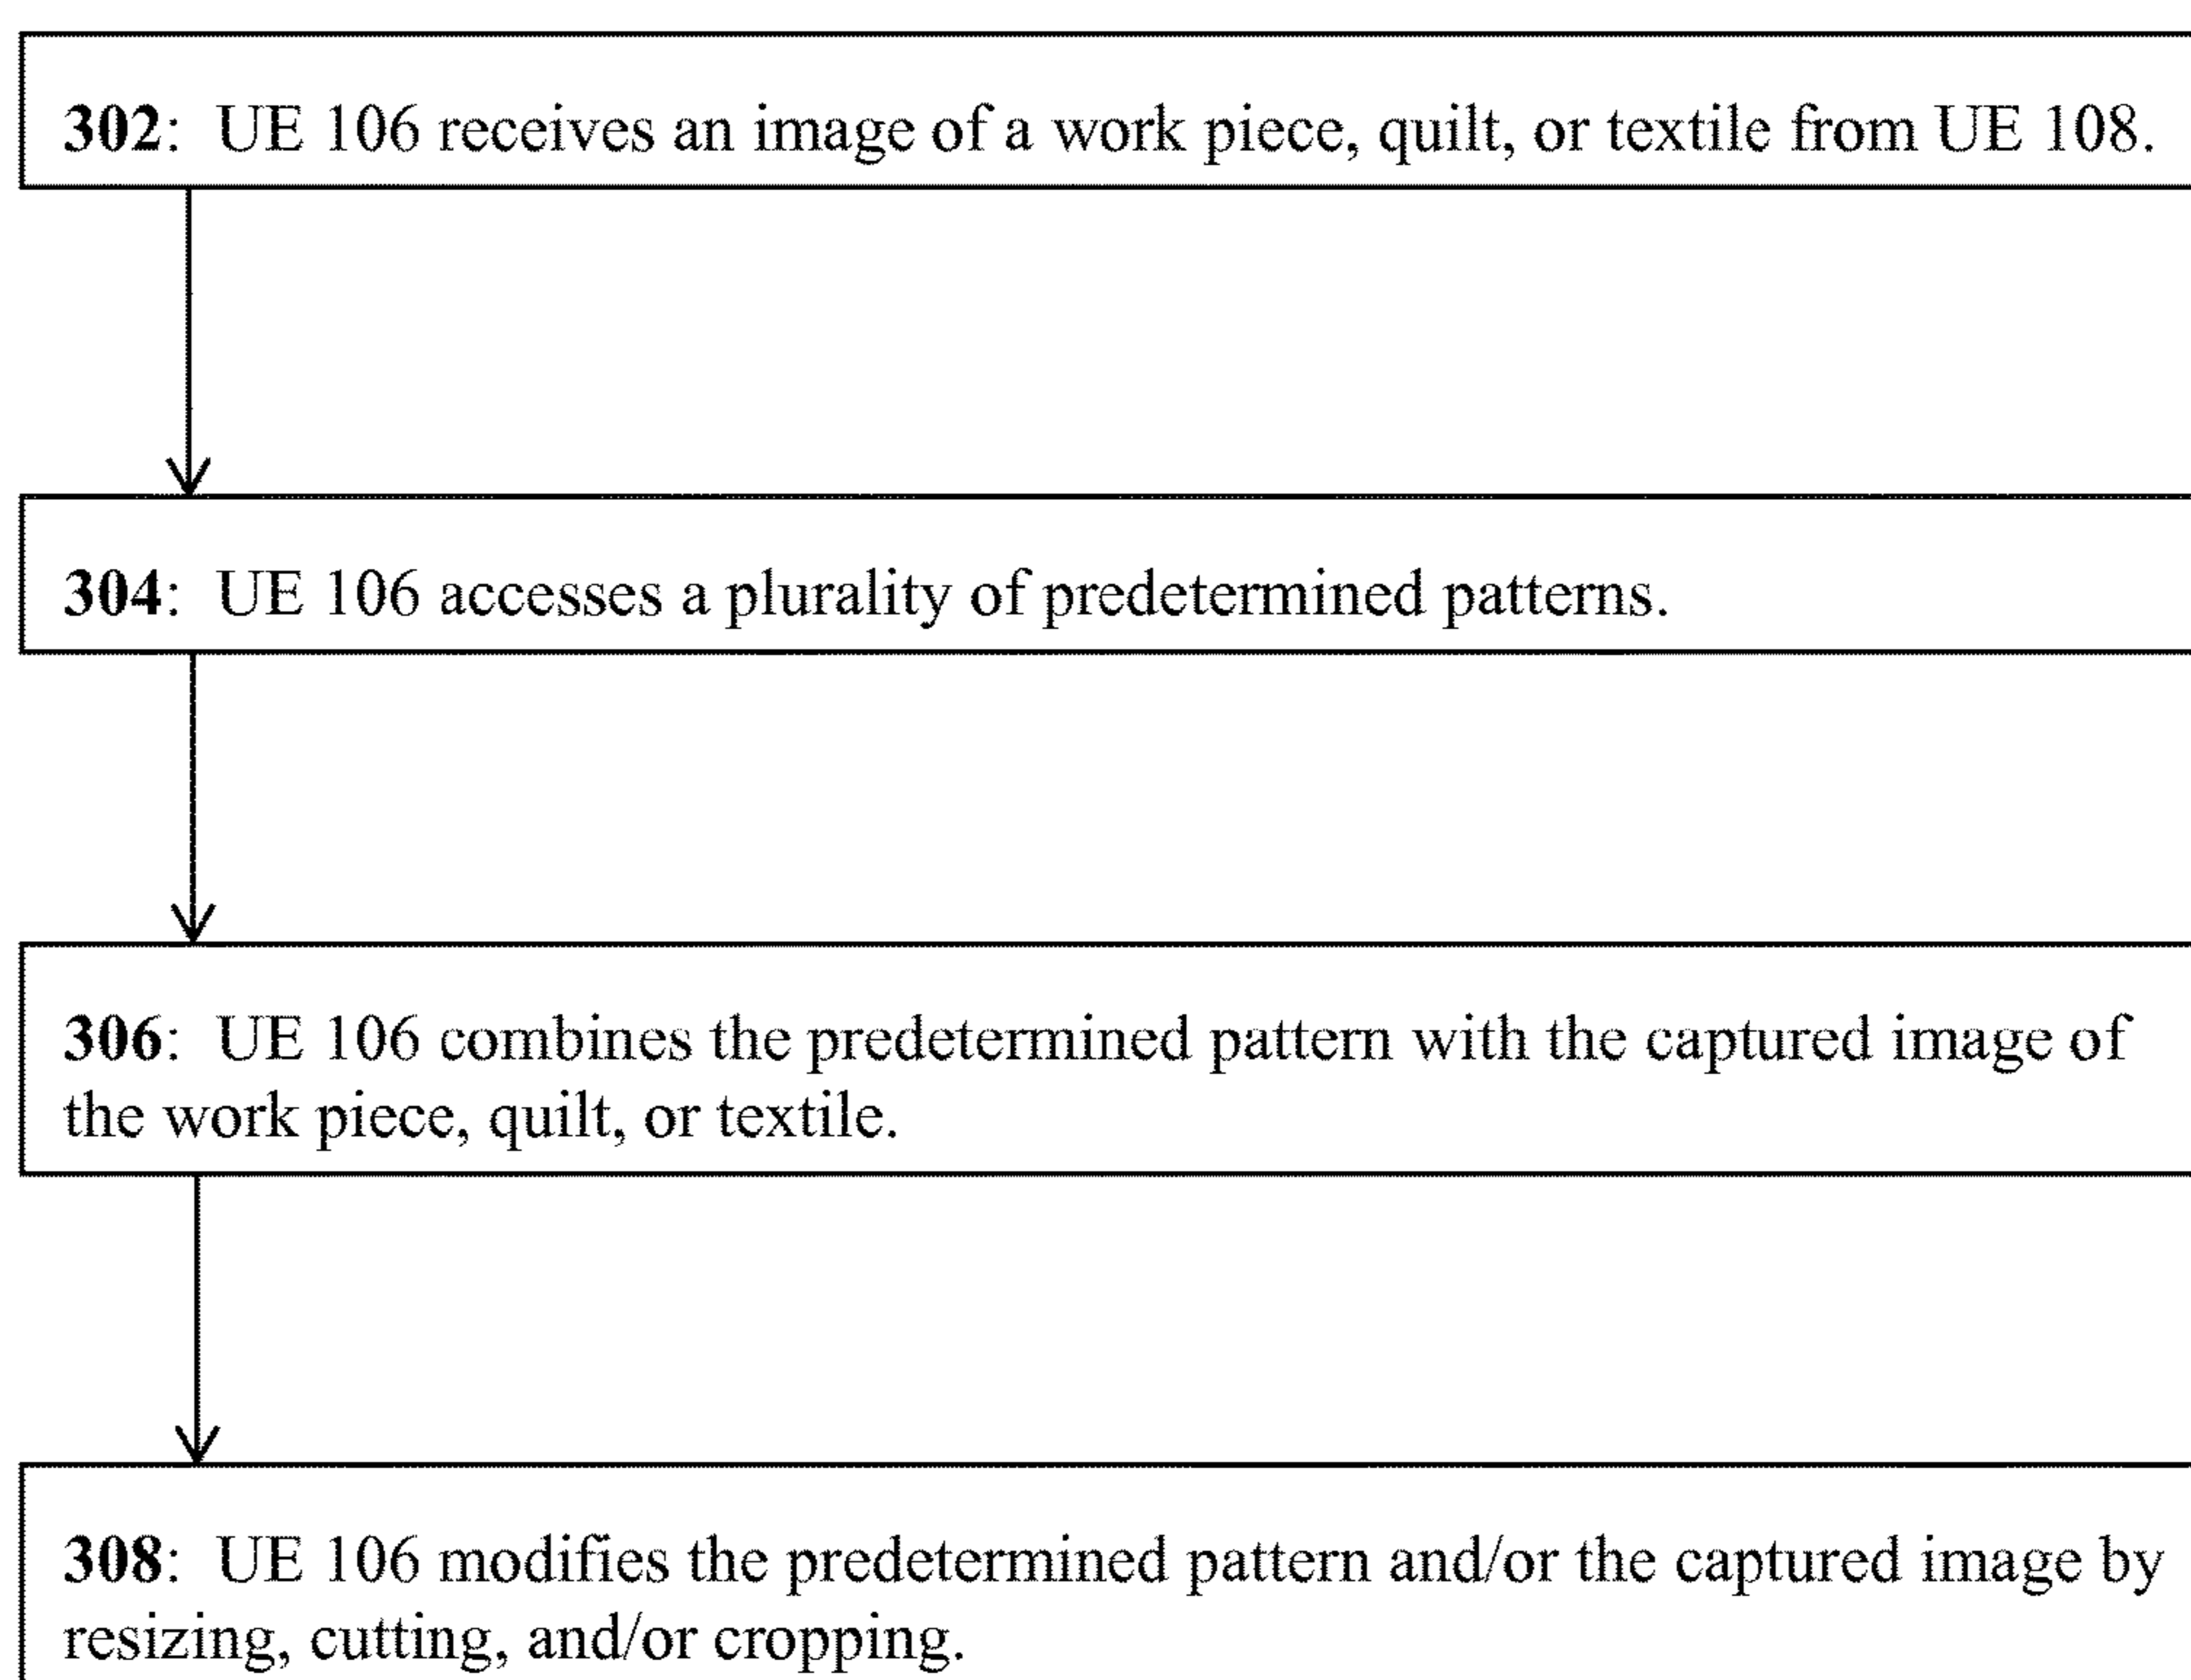 302: UE 106 receives an image of a work piece, quilt, or textile from UE 108.
304: UE 106 accesses a plurality of predetermined patterns.
306: UE 106 combines the predetermined pattern with the captured image of
the work piece, quilt, or textile.
308: UE 106 modifies the predetermined pattern and/or the captured image by
resizing, cutting, and/or cropping.